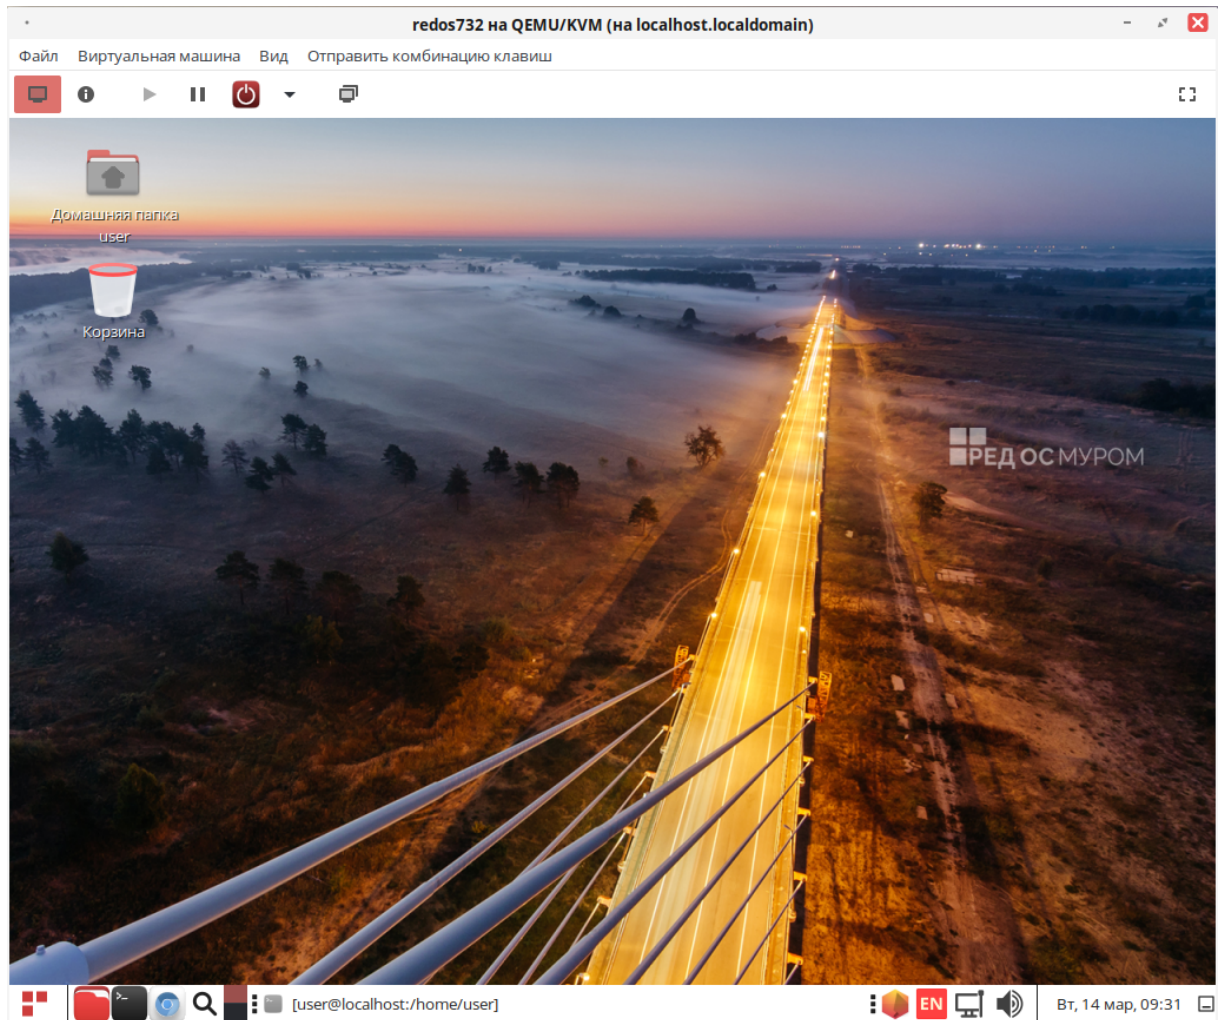 redos732 на QEMU/KVM (на localhost.localdomain)
Файл Виртуальная машина Вид Отправить комбинацию клавиш
Домашняя папка
user
Корзина
РЕД ОС МУРОМ
[user@localhost:/home/user]
EN
Вт, 14 мар, 09:31